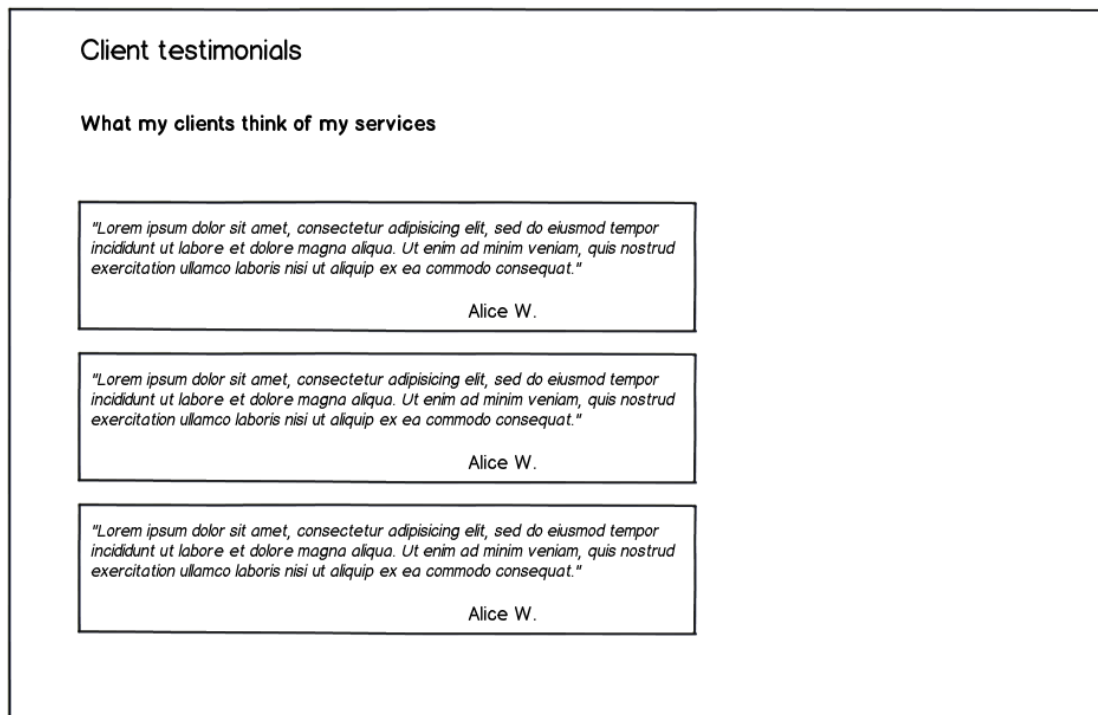 Client testimonials
What my clients think of my services
"Lorem ipsum dolor sit amet, consectetur adipisicing elit, sed do eiusmod tempor
incididunt ut labore et dolore magna aliqua. Ut enim ad minim veniam, quis nostrud
exercitation ullamco laboris nisi ut aliquip ex ea commodo consequat."
Alice W.
"Lorem ipsum dolor sit amet, consectetur adipisicing elit, sed do eiusmod tempor
incididunt ut labore et dolore magna aliqua. Ut enim ad minim veniam, quis nostrud
exercitation ullamco laboris nisi ut aliquip ex ea commodo consequat."
Alice W.
"Lorem ipsum dolor sit amet, consectetur adipisicing elit, sed do eiusmod tempor
incididunt ut labore et dolore magna aliqua. Ut enim ad minim veniam, quis nostrud
exercitation ullamco laboris nisi ut aliquip ex ea commodo consequat."
Alice W.